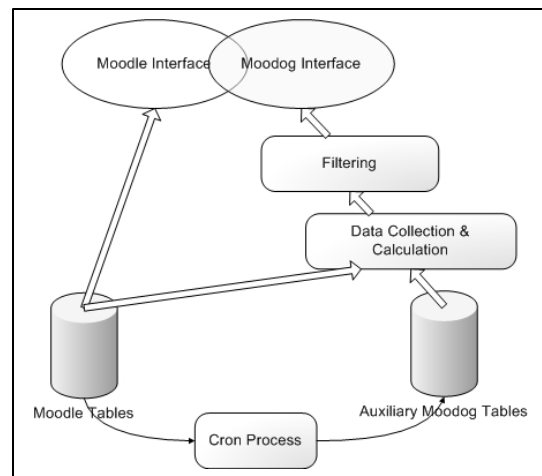 Moodle Interface
Moodog Interface
Filtering
Data Collection &
Calculation
Moodle Tables
Auxiliary Moodog Tables
Cron Process